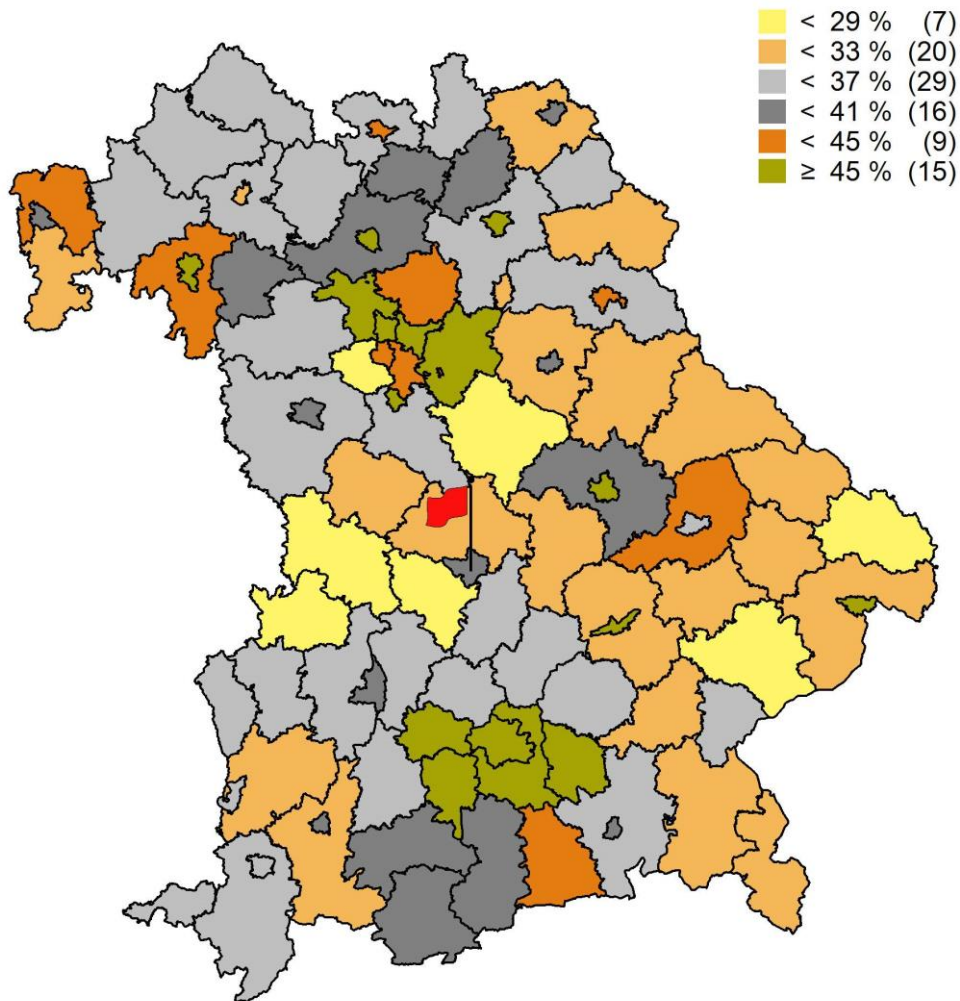 < 29 % (7)
< 33 % (20)
< 37 % (29)
< 41 % (16)
< 45 % (9)
≥ 45 % (15)